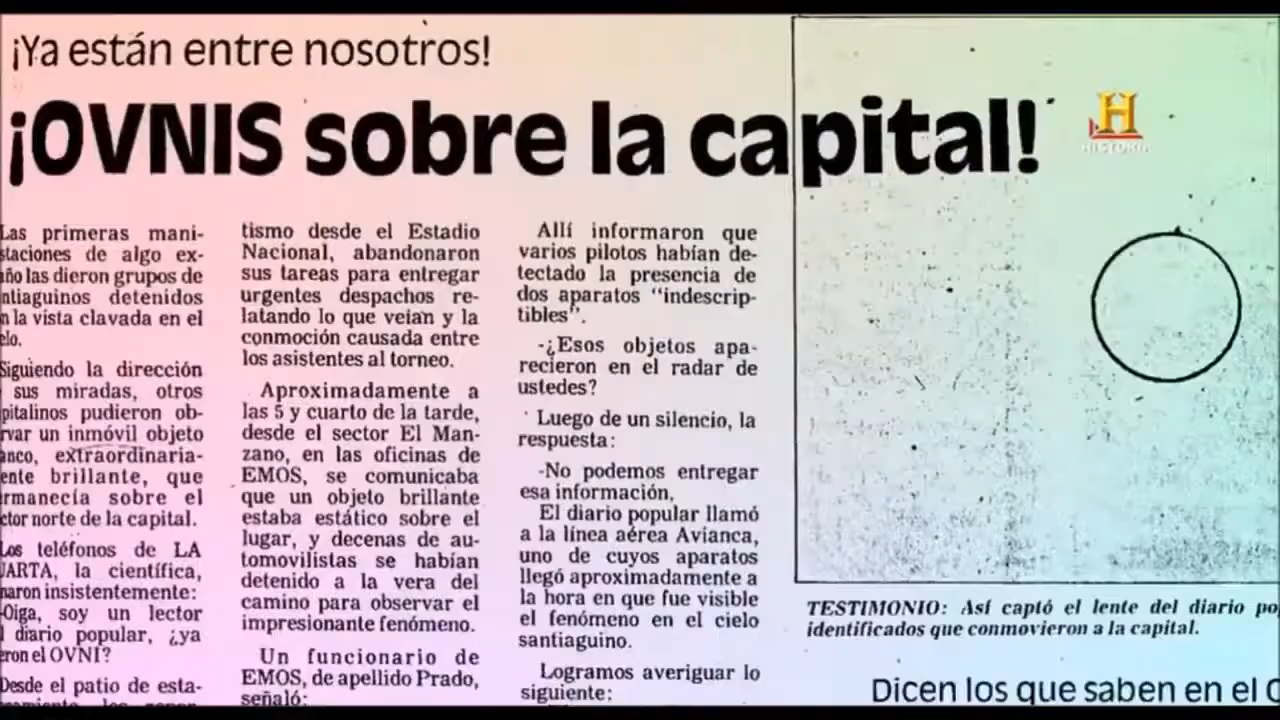 ¡Ya están entre nosotros!
¡OVNIS sobre la capital!
H
HISTORY
Las primeras mani-
staciones de algo ex-
ño las dieron grupos de
ntiaguinos detenidos
la vista clavada en el
Siguiendo la dirección
sus miradas, otros
pitalinos pudieron ob-
rvar un inmóvil objeto
anco, extraordinaria-
ente brillante, que
rmanecía sobre el
ctor norte de la capital.
Los teléfonos de LA
UARTA, la científica,
naron insistentemente:
-Oiga, soy un lector
diario popular, ¿ya
eron el OVNI?
Desde el patio de esta-
tismo desde el Estadio
Nacional, abandonaron
sus tareas para entregar
urgentes despachos re-
latando lo que veían y la
conmoción causada entre
los asistentes al torneo.
Aproximadamente a
las 5 y cuarto de la tarde,
desde el sector El Man-
zano, en las oficinas de
EMOS, se comunicaba
que un objeto brillante
estaba estático sobre el
lugar, y decenas de au-
tomovilistas se habían
detenido a la vera del
camino para observar el
impresionante fenómeno.
Un funcionario de
EMOS, de apellido Prado,
señaló:
Allí informaron que
varios pilotos habían de-
tectado la presencia de
dos aparatos "indescrip-
tibles".
-¿Esos objetos apa-
recieron en el radar de
ustedes?
Luego de un silencio, la
respuesta:
-No podemos entregar
esa información.
El diario popular llamó
a la línea aérea Avianca,
uno de cuyos aparatos
llegó aproximadamente a
la hora en que fue visible
el fenómeno en el cielo
santiaguino.
Logramos averiguar lo
siguiente:
TESTIMONIO: Así captó el lente del diario po
identificados que conmovieron a la capital.
Dicen los que saben en el C